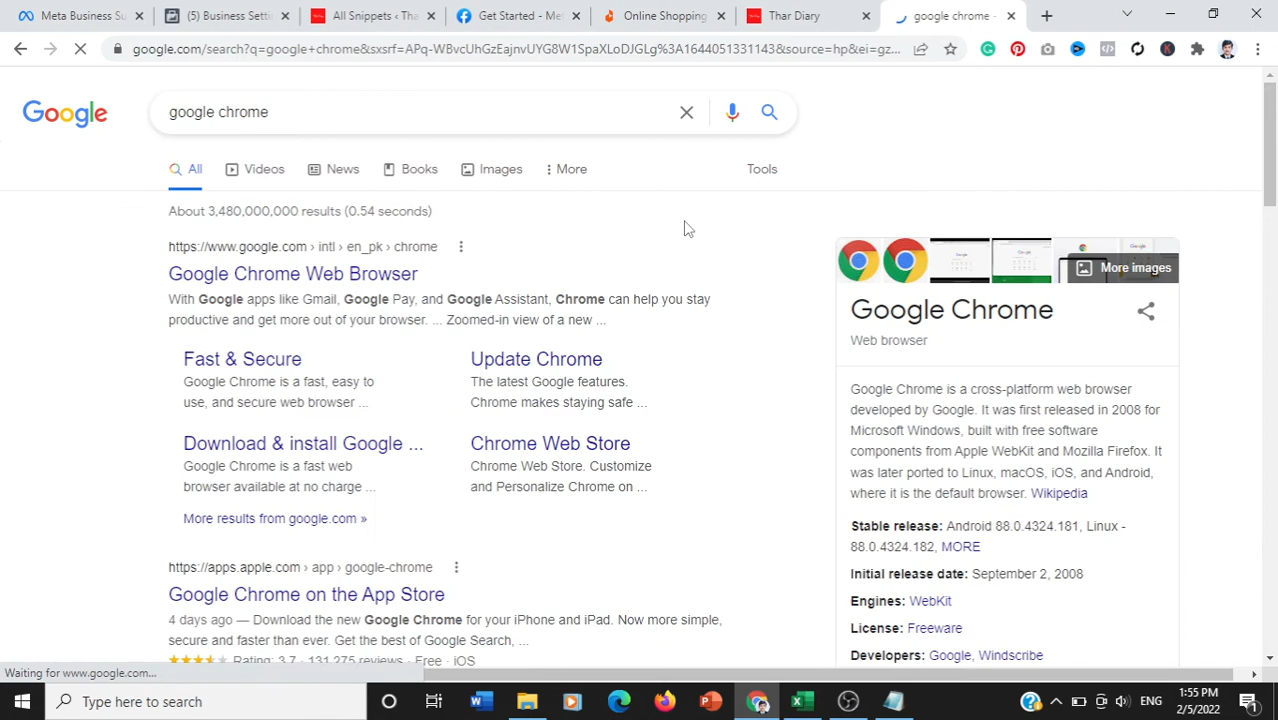 Meta Business Su
(5) Business Setti
All Snippets ‹ Tha
Get Started - Me
Online Shopping
Thar Diary
google chrome -
google.com/search?q=google+chrome&sxsrf=APq-WBvcUhGzEajnvUYG8W1SpaXLoDJGLg%3A1644051331143&source=hp&ei=gz...
Google
google chrome
All
Videos
News
Books
Images
More
Tools
About 3,480,000,000 results (0.54 seconds)
https://www.google.com › intl › en_pk › chrome
Google Chrome Web Browser
With Google apps like Gmail, Google Pay, and Google Assistant, Chrome can help you stay
productive and get more out of your browser. ... Zoomed-in view of a new ...
Fast & Secure
Google Chrome is a fast, easy to
use, and secure web browser ...
Update Chrome
The latest Google features.
Chrome makes staying safe ...
Download & install Google ...
Google Chrome is a fast web
browser available at no charge ...
Chrome Web Store
Chrome Web Store. Customize
and Personalize Chrome on ...
More results from google.com »
https://apps.apple.com › app › google-chrome
Google Chrome on the App Store
4 days ago — Download the new Google Chrome for your iPhone and iPad. Now more simple,
secure and faster than ever. Get the best of Google Search, ...
Rating: 3.7 · 131,275 reviews · Free · iOS
More images
Google Chrome
Web browser
Google Chrome is a cross-platform web browser
developed by Google. It was first released in 2008 for
Microsoft Windows, built with free software
components from Apple WebKit and Mozilla Firefox. It
was later ported to Linux, macOS, iOS, and Android,
where it is the default browser. Wikipedia
Stable release: Android 88.0.4324.181, Linux -
88.0.4324.182, MORE
Initial release date: September 2, 2008
Engines: WebKit
License: Freeware
Developers: Google, Windscribe
Waiting for www.google.com...
Type here to search
ENG
1:55 PM
2/5/2022